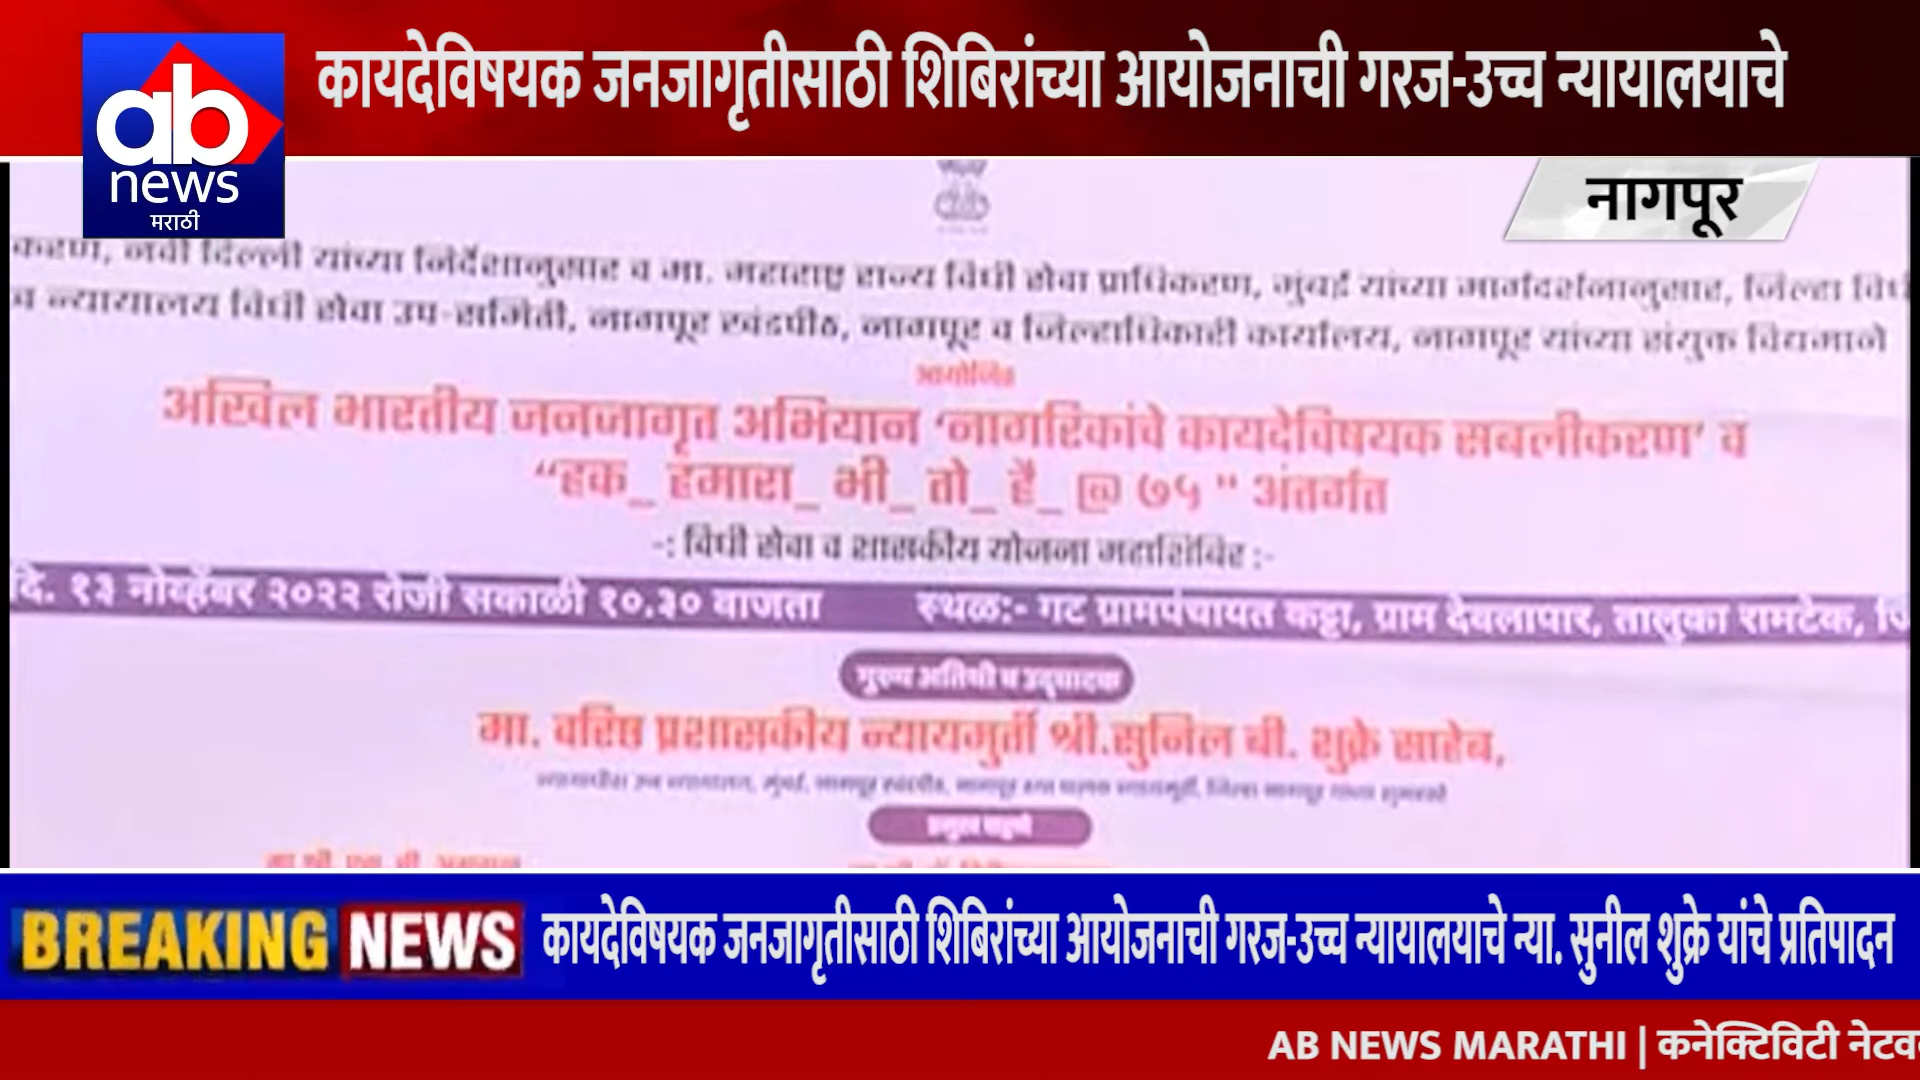 कायदेविषयक जनजागृतीसाठी शिबिरांच्या आयोजनाची गरज-उच्च न्यायालयाचे
ab
news
मराठी
नागपूर
करण, नवी दिल्ली यांच्या निर्देशानुसार व मा. महाराष्ट्र राज्य विधी सेवा प्राधिकरण, मुंबई यांच्या मार्गदर्शनानुसार, जिल्हा विधी
च न्यायालय विधी सेवा उप-समिती, नागपूर खंडपीठ, नागपूर व जिल्हाधिकारी कार्यालय, नागपूर यांच्या संयुक्त विद्यमाने
आयोजित
अखिल भारतीय जनजागृत अभियान ‘नागरिकांचे कायदेविषयक सबलीकरण’ व
“हक_ हमारा_ भी_ तो_ है_ @ ७५ " अंतर्गत
-: विधी सेवा व शासकीय योजना महाशिबिर :-
दि. १३ नोव्हेंबर २०२२ रोजी सकाळी १०.३० वाजता स्थळ:- गट ग्रामपंचायत कट्टा, ग्राम देवलापार, तालुका रामटेक, जि
मुख्य अतिथी व उद्घाटक
मा. वरिष्ठ प्रशासकीय न्यायमुर्ती श्री.सुनिल बी. शुक्रे साहेब,
प्रमुख पाहुणे
BREAKING NEWS कायदेविषयक जनजागृतीसाठी शिबिरांच्या आयोजनाची गरज-उच्च न्यायालयाचे न्या. सुनील शुक्रे यांचे प्रतिपादन
AB NEWS MARATHI | कनेक्टिविटी नेटव